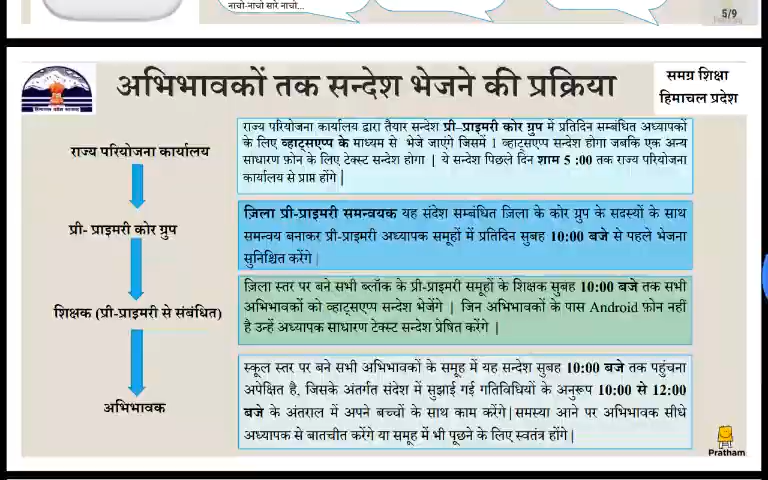 नाचो-नाचो सारे नाचो...
5/9
अभिभावकों तक सन्देश भेजने की प्रक्रिया
समग्र शिक्षा
हिमाचल प्रदेश
राज्य परियोजना कार्यालय
राज्य परियोजना कार्यालय द्वारा तैयार सन्देश प्री–प्राइमरी कोर ग्रुप में प्रतिदिन सम्बंधित अध्यापकों
के लिए व्हाट्सएप्प के माध्यम से भेजे जाएंगे जिसमें 1 व्हाट्सएप्प सन्देश होगा जबकि एक अन्य
साधारण फ़ोन के लिए टेक्स्ट सन्देश होगा | ये सन्देश पिछले दिन शाम 5 :00 तक राज्य परियोजना
कार्यालय से प्राप्त होंगे |
प्री- प्राइमरी कोर ग्रुप
ज़िला प्री-प्राइमरी समन्वयक यह संदेश सम्बंधित ज़िला के कोर ग्रुप के सदस्यों के साथ
समन्वय बनाकर प्री-प्राइमरी अध्यापक समूहों में प्रतिदिन सुबह 10:00 बजे से पहले भेजना
सुनिश्चित करेंगे |
शिक्षक (प्री-प्राइमरी से संबंधित)
ज़िला स्तर पर बने सभी ब्लॉक के प्री-प्राइमरी समूहों के शिक्षक सुबह 10:00 बजे तक सभी
अभिभावकों को व्हाट्सएप्प सन्देश भेजेंगे | जिन अभिभावकों के पास Android फ़ोन नहीं
है उन्हें अध्यापक साधारण टेक्स्ट सन्देश प्रेषित करेंगे |
अभिभावक
स्कूल स्तर पर बने सभी अभिभावकों के समूह में यह सन्देश सुबह 10:00 बजे तक पहुंचना
अपेक्षित है, जिसके अंतर्गत संदेश में सुझाई गई गतिविधियों के अनुरूप 10:00 से 12:00
बजे के अंतराल में अपने बच्चों के साथ काम करेंगे|समस्या आने पर अभिभावक सीधे
अध्यापक से बातचीत करेंगे या समूह में भी पूछने के लिए स्वतंत्र होंगे |
Pratham